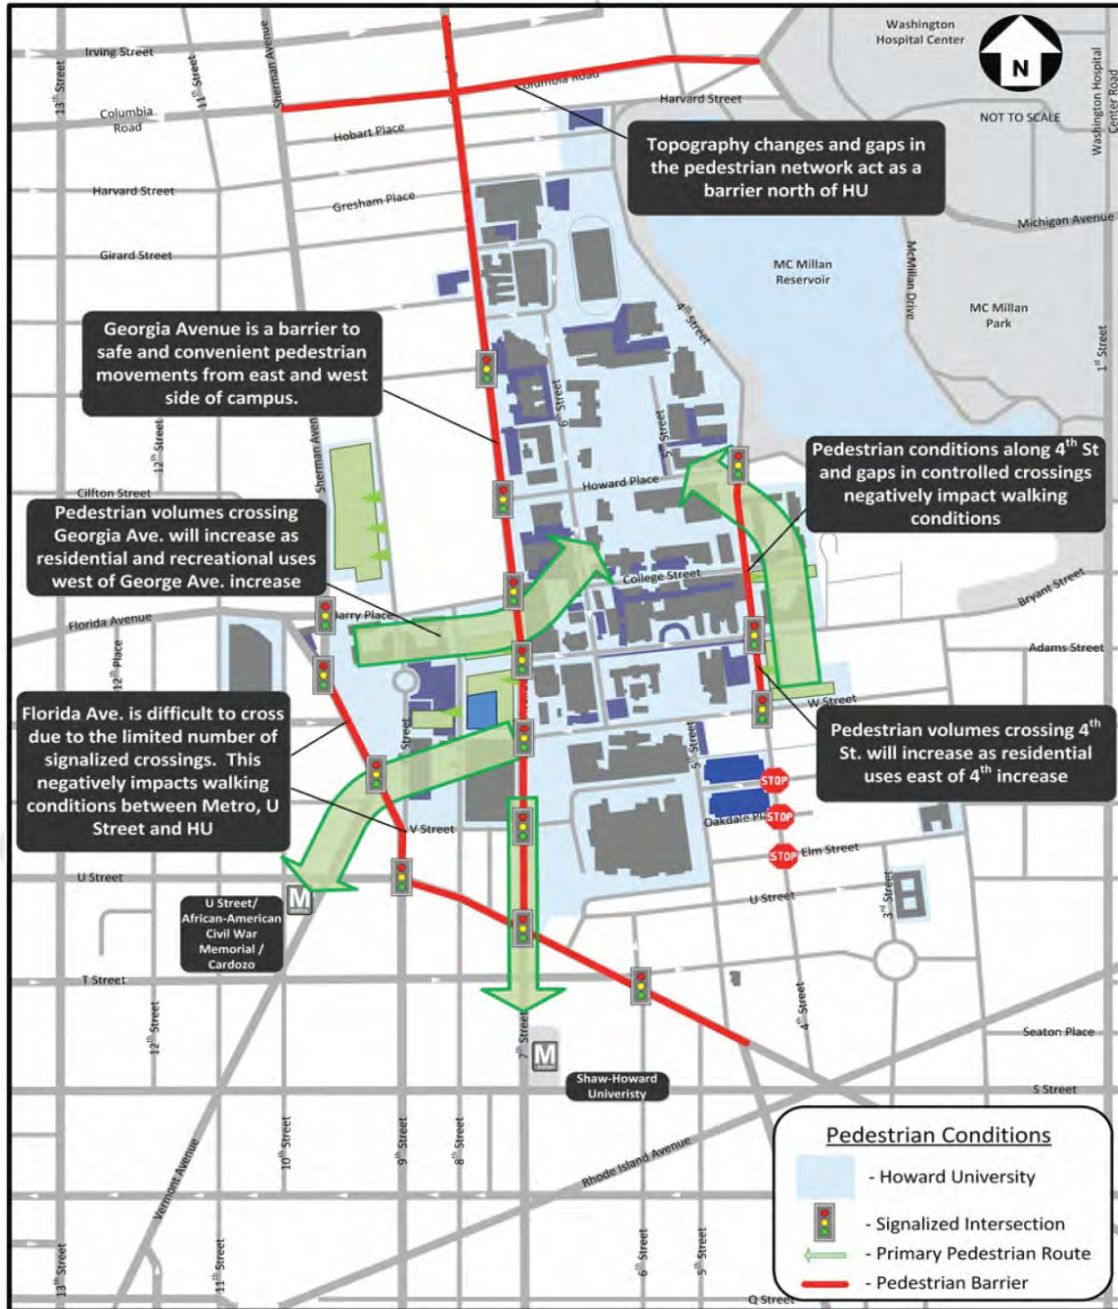 Washington
Hospital Center
N
NOT TO SCALE
Washington Hospital
Center Road
Irving Street
13th Street
11th Street
Sherman Avenue
Columbia
Road
Columbia Road
Harvard Street
Hobart Place
Topography changes and gaps in
the pedestrian network act as a
barrier north of HU
Harvard Street
Gresham Place
Michigan Avenue
Girard Street
MC Millan
Reservoir
McMillan Drive
MC Millan
Park
4th Street
1st Street
Georgia Avenue is a barrier to
safe and convenient pedestrian
movements from east and west
side of campus.
6th Street
5th Street
12th Street
Sherman Aven
Pedestrian conditions along 4th St
and gaps in controlled crossings
negatively impact walking
conditions
Cilfton Street
Howard Place
Pedestrian volumes crossing
Georgia Ave. will increase as
residential and recreational uses
west of George Ave. increase
College Street
Bryant Street
Florida Avenue
Barry Place
12th Place
Adams Street
W Street
Florida Ave. is difficult to cross
due to the limited number of
signalized crossings. This
negatively impacts walking
conditions between Metro, U
Street and HU
Street
5th Street
Pedestrian volumes crossing 4th
St. will increase as residential
uses east of 4th increase
STOP
Oakdale Pl
STOP
V Street
STOP
Elm Street
U Street
M
U Street/
African-American
Civil War
Memorial /
Cardozo
U Street
3rd Street
T Street
4th Street
12th Street
7th Street
M
Seaton Place
Shaw-Howard
Univeristy
S Street
10th Street
9th Street
8th Street
Vermont Avenue
Rhode Island Avenue
13th Street
11th Street
6th Street
5th Street
Q Street
Pedestrian Conditions
- Howard University
- Signalized Intersection
- Primary Pedestrian Route
- Pedestrian Barrier